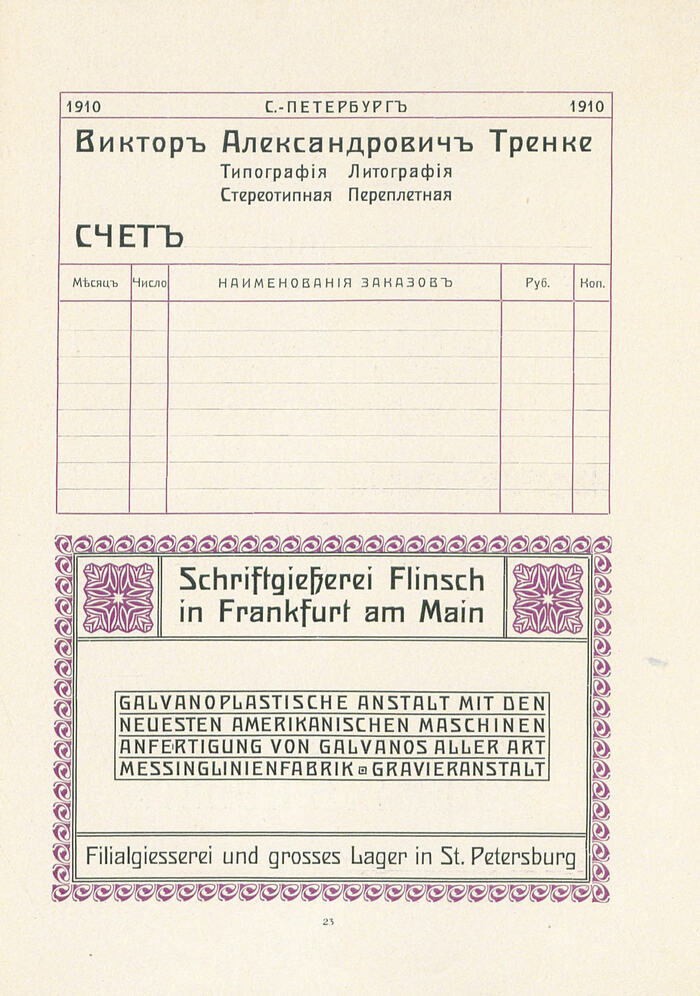 1910 С.-ПЕТЕРБУРГЪ 1910
Викторъ Александровичъ Тренке
Типографія Литографія
Стереотипная Переплетная
СЧЕТЪ
Мѣсяцъ Число НАИМЕНОВАНІЯ ЗАКАЗОВЪ Руб. Коп.
Schriftgießerei Flinsch
in Frankfurt am Main
GALVANOPLASTISCHE ANSTALT MIT DEN
NEUESTEN AMERIKANISCHEN MASCHINEN
ANFERTIGUNG VON GALVANOS ALLER ART
MESSINGLINIENFABRIK GRAVIERANSTALT
Filialgiesserei und grosses Lager in St. Petersburg
23